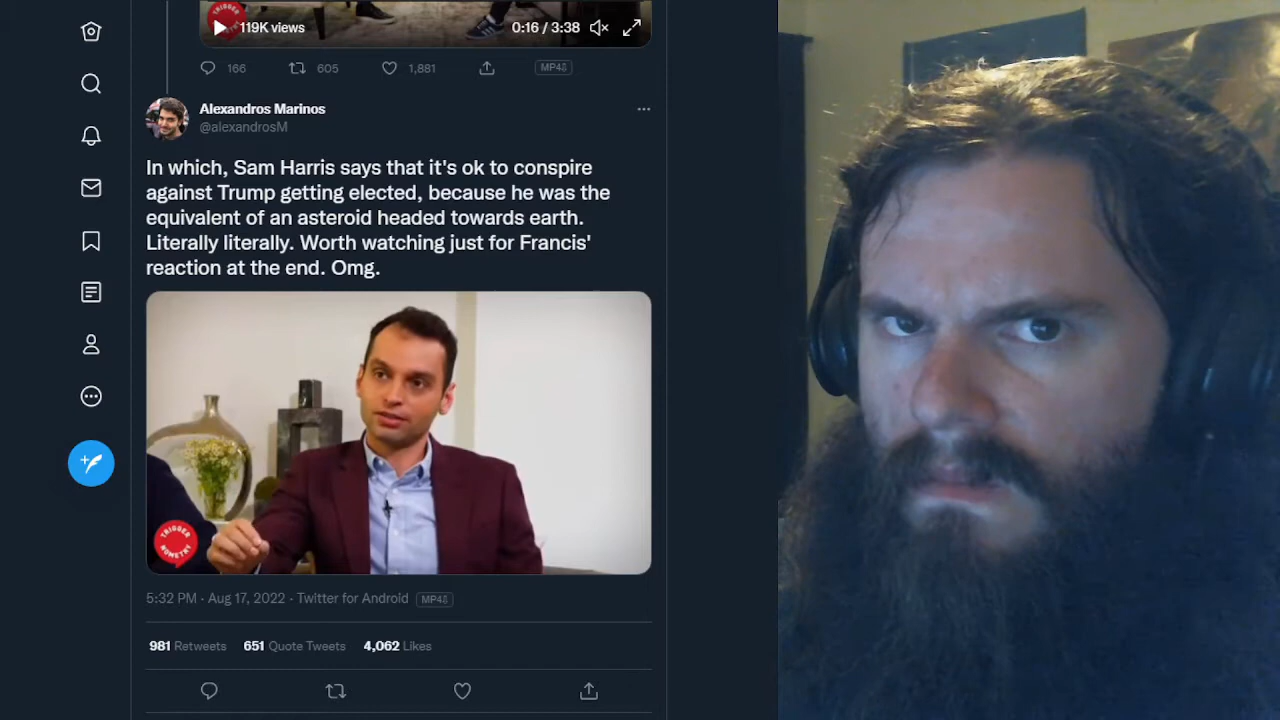 119K views
0:16 / 3:38
166
605
1,881
MP4
Alexandros Marinos
@alexandrosM
In which, Sam Harris says that it's ok to conspire
against Trump getting elected, because he was the
equivalent of an asteroid headed towards earth.
Literally literally. Worth watching just for Francis'
reaction at the end. Omg.
TRIGGER
NOMETRY
5:32 PM · Aug 17, 2022 · Twitter for Android MP4
981 Retweets 651 Quote Tweets 4,062 Likes